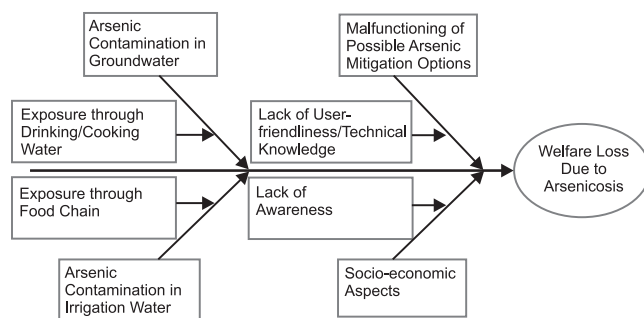 Arsenic
Contamination in
Groundwater
Malfunctioning of
Possible Arsenic
Mitigation Options
Exposure through
Drinking/Cooking
Water
Lack of User-
friendliness/Technical
Knowledge
Welfare Loss
Due to
Arsenicosis
Exposure through
Food Chain
Lack of
Awareness
Arsenic
Contamination in
Irrigation Water
Socio-economic
Aspects